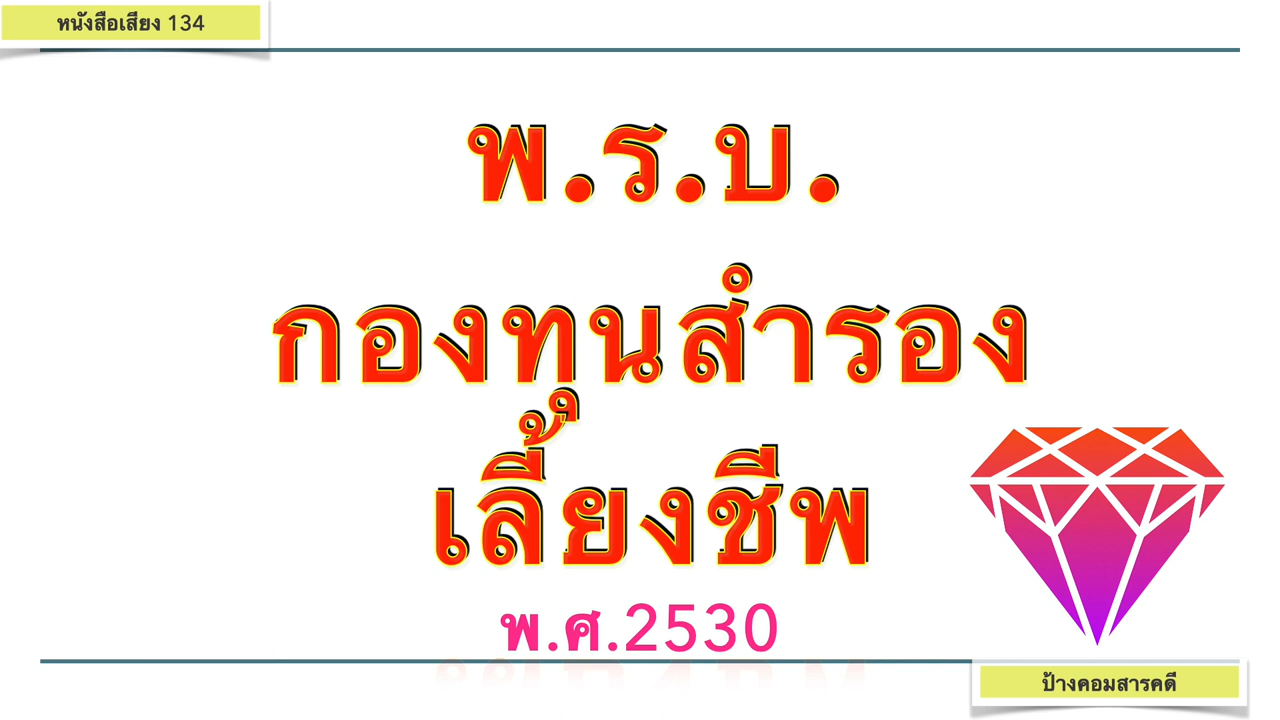 หนังสือเสียง 134
พ.ร.บ.
กองทุนสำรอง
เลี้ยงชีพ
พ.ศ.2530
ป้างคอมสารคดี